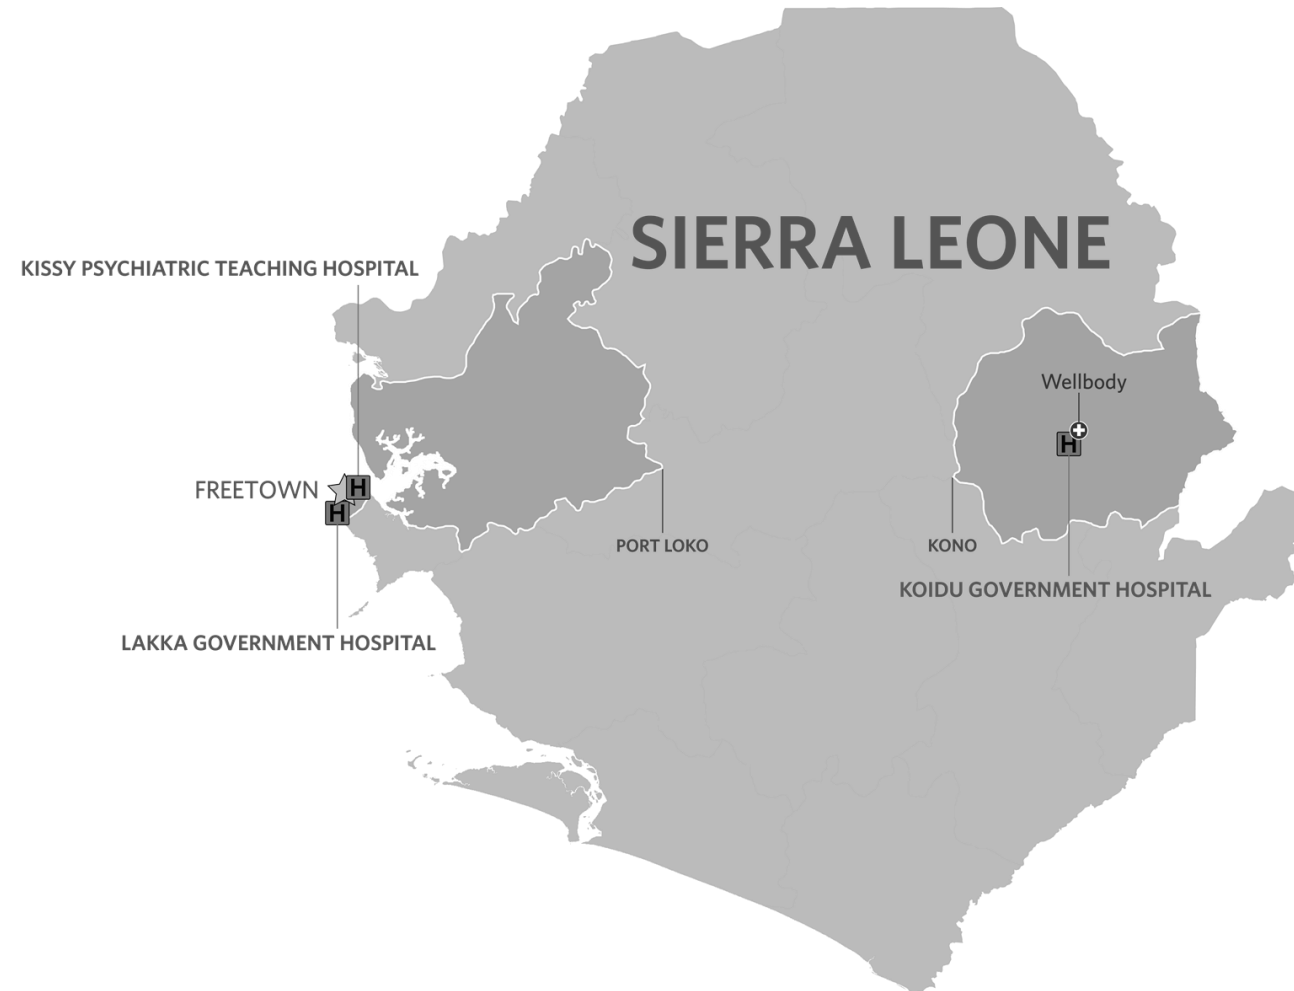 SIERRA LEONE
KISSY PSYCHIATRIC TEACHING HOSPITAL
Wellbody
H
FREETOWN
H
H
PORT LOKO
KONO
KOIDU GOVERNMENT HOSPITAL
LAKKA GOVERNMENT HOSPITAL